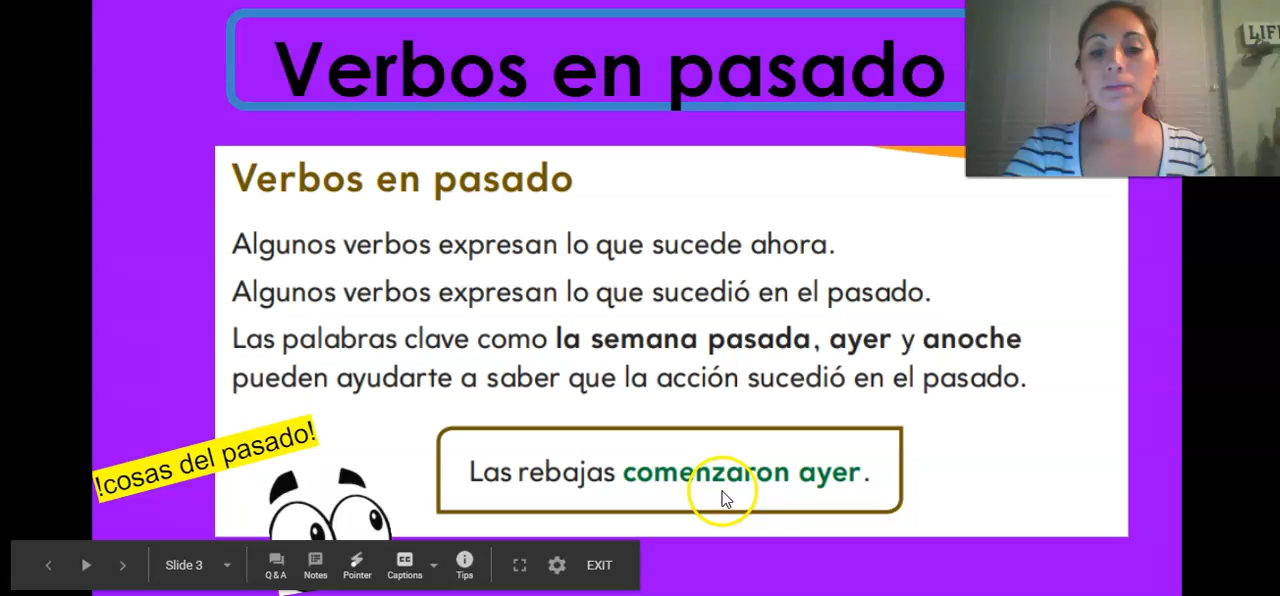 Verbos en pasado
LIF
Verbos en pasado
Algunos verbos expresan lo que sucede ahora.
Algunos verbos expresan lo que sucedió en el pasado.
Las palabras clave como la semana pasada, ayer y anoche
pueden ayudarte a saber que la acción sucedió en el pasado.
!cosas del pasado!
Las rebajas comenzaron ayer.
Slide 3
Q&A
Notes
Pointer
CC
Captions
Tips
EXIT